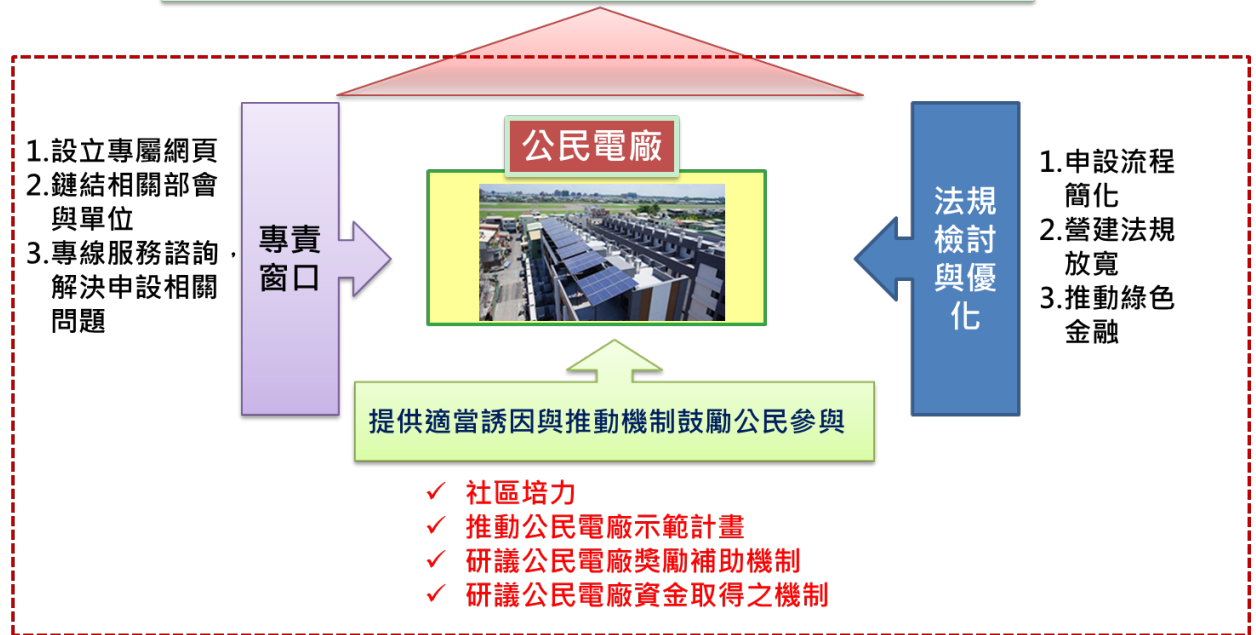 公民電廠
1.設立專屬網頁
2.鏈結相關部會
與單位
3.專線服務諮詢，
解決申設相關
問題
專責
窗口
法規
檢討
與優
化
1.申設流程
簡化
2.營建法規
放寬
3.推動綠色
金融
提供適當誘因與推動機制鼓勵公民參與
✓ 社區培力
✓ 推動公民電廠示範計畫
✓ 研議公民電廠獎勵補助機制
✓ 研議公民電廠資金取得之機制